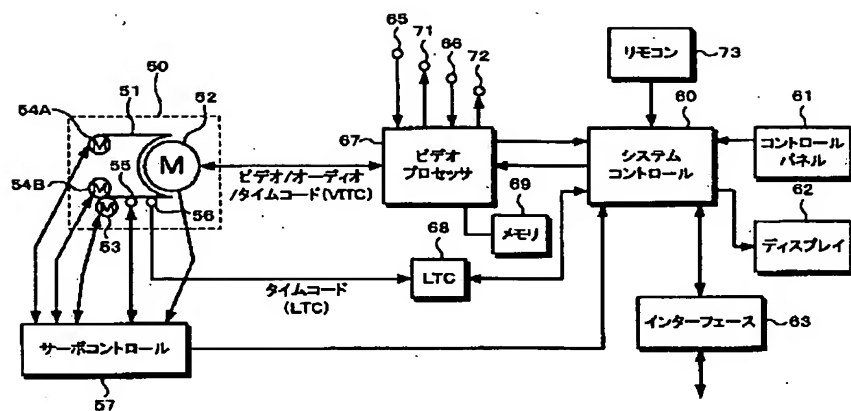 65
71
66
72
リモコン
73
50
51
52
54A
54B
M
M
M
M
53
55
56
67
ビデオ
プロセッサ
60
システム
コントロール
61
コントロール
パネル
62
ディスプレイ
ビデオ/オーディオ
/タイムコード(VITC)
69
メモリ
68
LTC
タイムコード
(LTC)
インターフェース
63
サーボコントロール
57